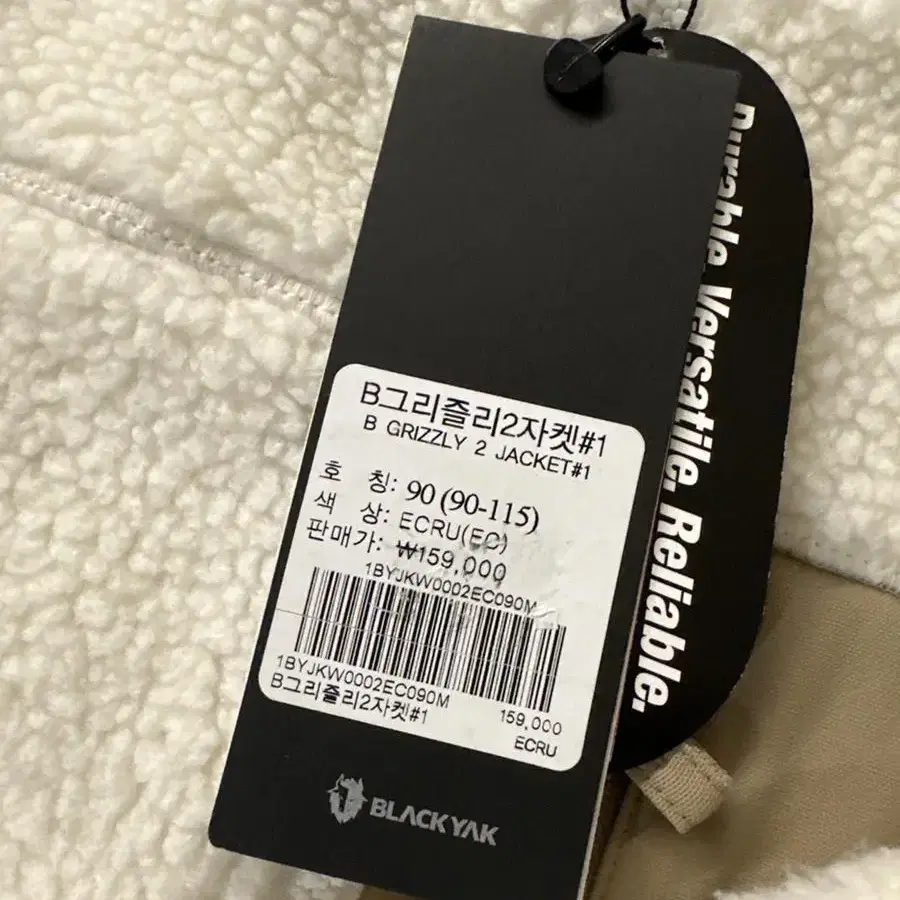 B그리즐리2자켓#1
B GRIZZLY 2 JACKET#1
호 칭: 90 (90-115)
색 상: ECRU(EC)
판매가: ₩159,000
1BYJKW0002EC090M
1BYJKW0002EC090M
B그리즐리2자켓#1
159,000
ECRU
BLACKYAK
Durable. Versatile. Reliable.